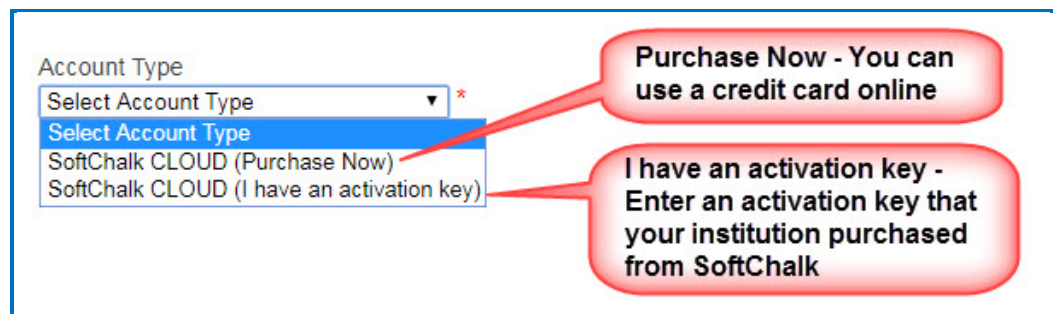 Account Type
Select Account Type ▼ *
Select Account Type
SoftChalk CLOUD (Purchase Now)
SoftChalk CLOUD (I have an activation key)
Purchase Now - You can
use a credit card online
I have an activation key -
Enter an activation key that
your institution purchased
from SoftChalk